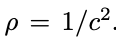 ρ = 1/c².